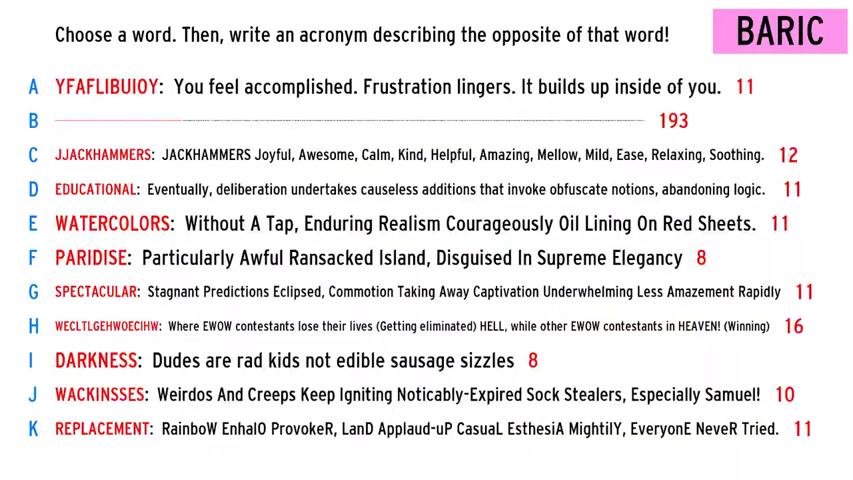 Choose a word. Then, write an acronym describing the opposite of that word!
BARIC
A YFAFLIBUIOY: You feel accomplished. Frustration lingers. It builds up inside of you. 11
B 193
C JJACKHAMMERS: JACKHAMMERS Joyful, Awesome, Calm, Kind, Helpful, Amazing, Mellow, Mild, Ease, Relaxing, Soothing. 12
D EDUCATIONAL: Eventually, deliberation undertakes causeless additions that invoke obfuscate notions, abandoning logic. 11
E WATERCOLORS: Without A Tap, Enduring Realism Courageously Oil Lining On Red Sheets. 11
F PARIDISE: Particularly Awful Ransacked Island, Disguised In Supreme Elegancy 8
G SPECTACULAR: Stagnant Predictions Eclipsed, Commotion Taking Away Captivation Underwhelming Less Amazement Rapidly 11
H WECLTLGEHWOECIHW: Where EWOW contestants lose their lives (Getting eliminated) HELL, while other EWOW contestants in HEAVEN! (Winning) 16
I DARKNESS: Dudes are rad kids not edible sausage sizzles 8
J WACKINSSES: Weirdos And Creeps Keep Igniting Noticably-Expired Sock Stealers, Especially Samuel! 10
K REPLACEMENT: RainboW EnhalO ProvokeR, LanD Applaud-uP CasuaL EsthesiA MightilY, EveryonE NeveR Tried. 11